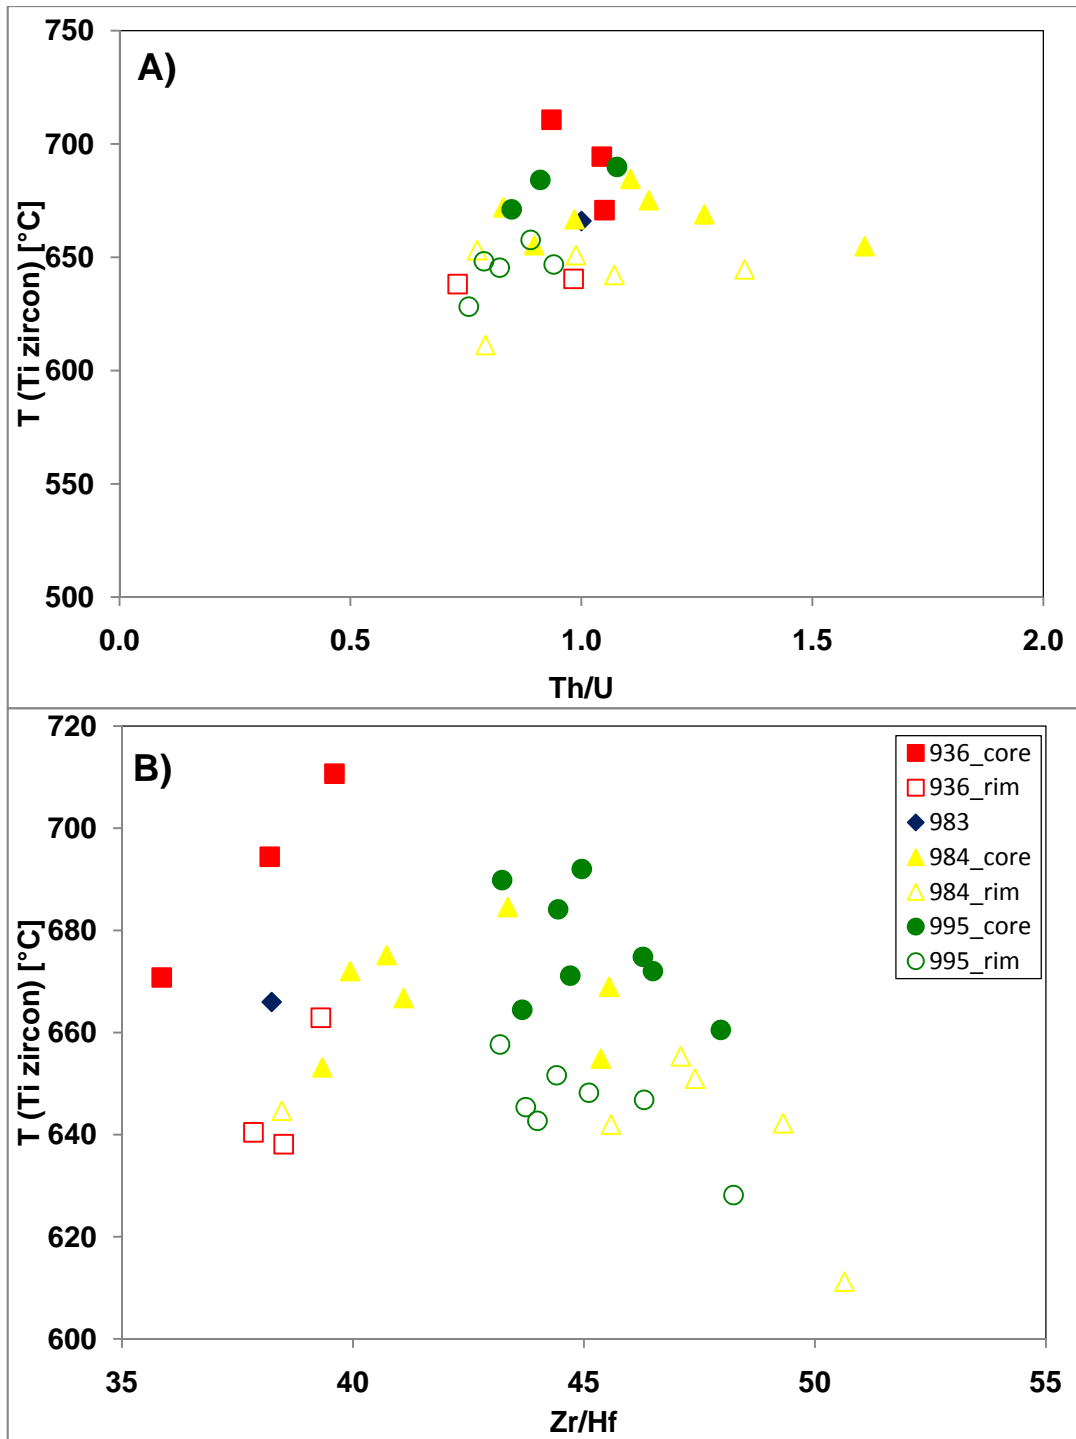 A)
750
700
650
600
550
500
T (Ti zircon) [°C]
0.0 0.5 1.0 1.5 2.0
Th/U
B)
720
700
680
660
640
620
600
T (Ti zircon) [°C]
936_core
936_rim
983
984_core
984_rim
995_core
995_rim
35 40 45 50 55
Zr/Hf